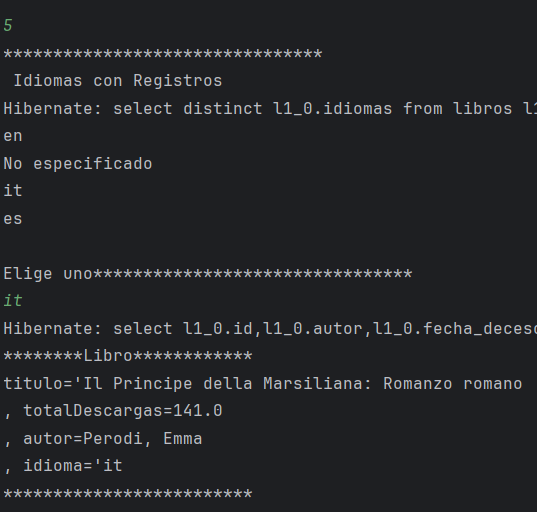 5
********************************
 Idiomas con Registros
Hibernate: select distinct l1_0.idiomas from libros l1
en
No especificado
it
es
Elige uno********************************
it
Hibernate: select l1_0.id,l1_0.autor,l1_0.fecha_deces
********Libro************
titulo='Il Principe della Marsiliana: Romanzo romano
, totalDescargas=141.0
, autor=Perodi, Emma
, idioma='it
*************************